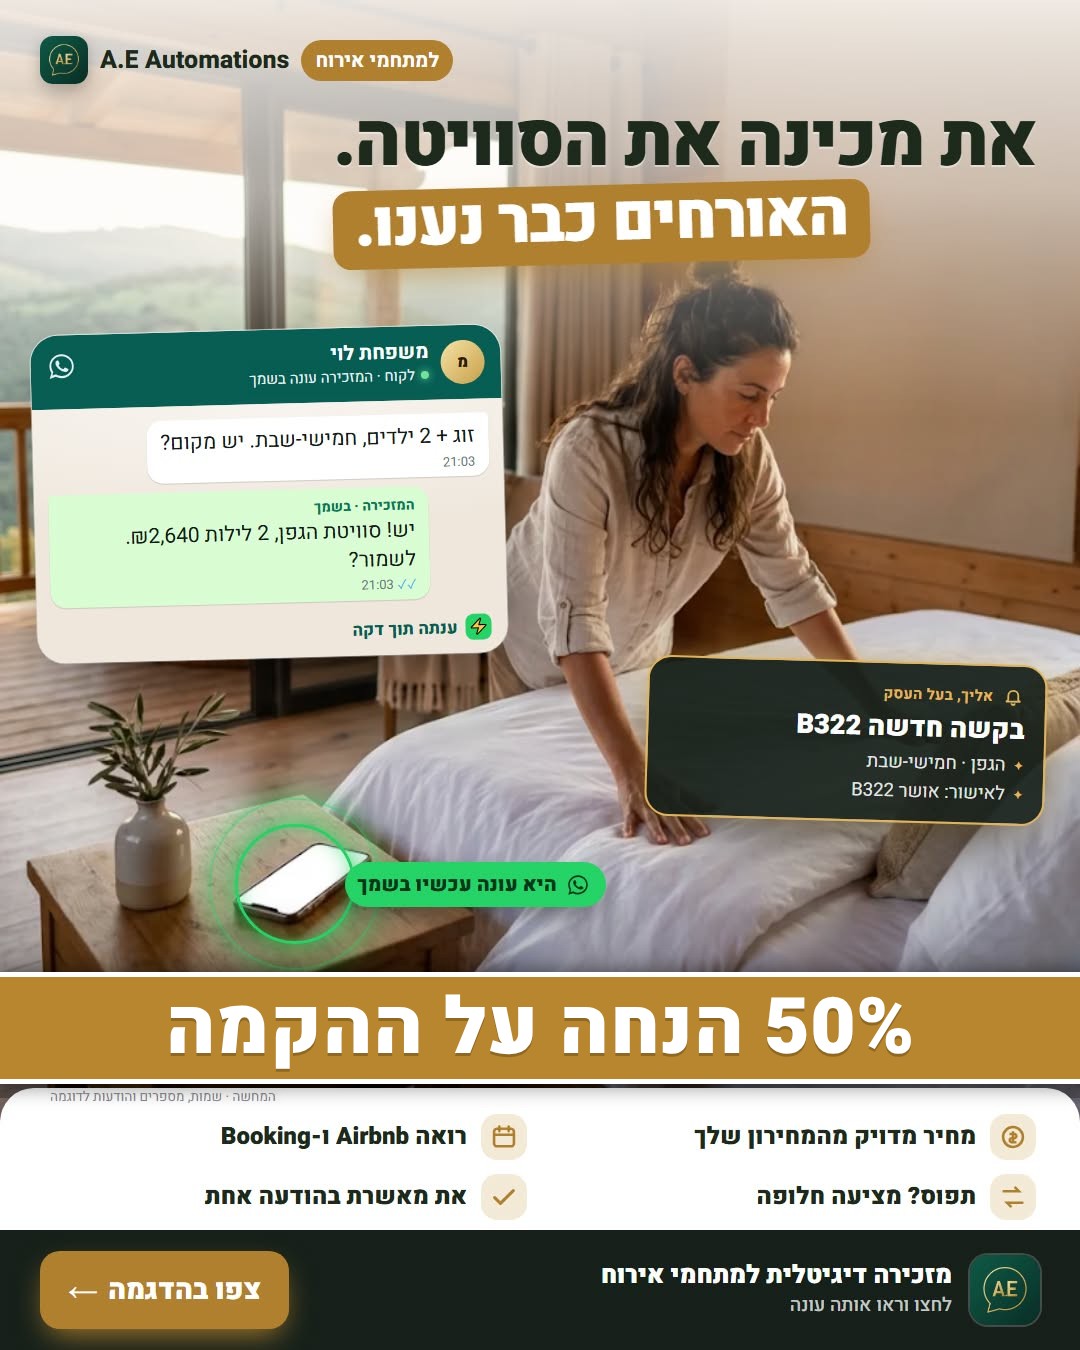 A.E Automations
למתחמי אירוח
את מכינה את הסוויטה.
האורחים כבר נענו.
מ
משפחת לוי
לקוח · המזכירה עונה בשמך
זוג + 2 ילדים, חמישי-שבת. יש מקום?
21:03
המזכירה · בשמך
יש! סוויטת הגפן, 2 לילות 2,640₪.
לשמור?
21:03 ✓✓
ענתה תוך דקה
אליך, בעל העסק
בקשה חדשה B322
הגפן · חמישי-שבת
לאישור: אושר B322
היא עונה עכשיו בשמך
50% הנחה על ההקמה
המחשה · שמות, מספרים והודעות לדוגמה
מחיר מדויק מהמחירון שלך
רואה Airbnb ו-Booking
תפוס? מציעה חלופה
את מאשרת בהודעה אחת
AE
מזכירה דיגיטלית למתחמי אירוח
לחצו וראו אותה עונה
צפו בהדגמה ←